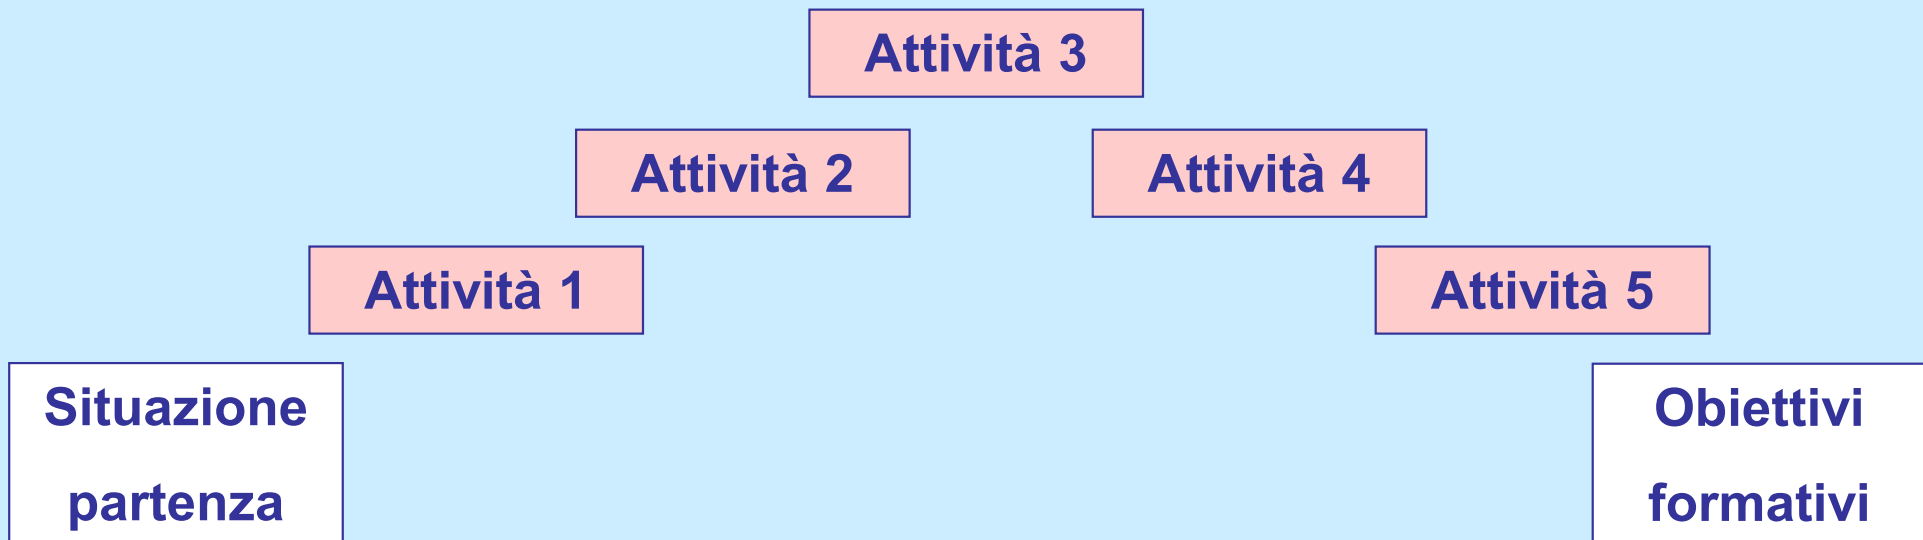 Attività 3
Attività 2
Attività 4
Attività 1
Attività 5
Situazione
partenza
Obiettivi
formativi